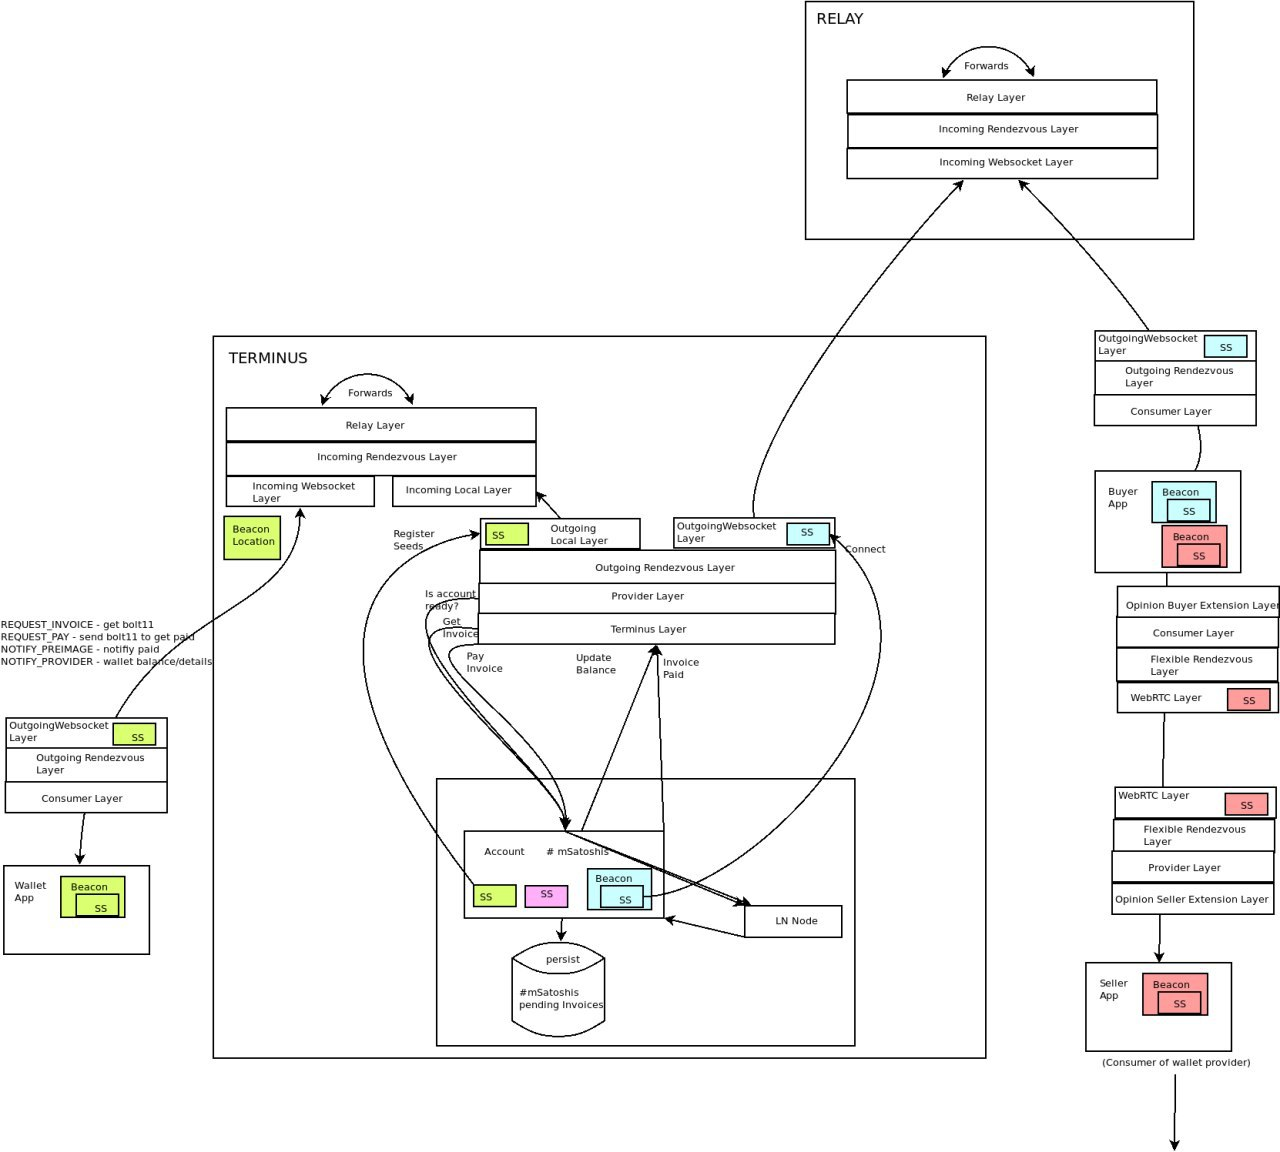 RELAY
Forwards
Relay Layer
Incoming Rendezvous Layer
Incoming Websocket Layer
TERMINUS
Forwards
Relay Layer
Incoming Rendezvous Layer
Incoming Websocket
Layer
Incoming Local Layer
Beacon
Location
Register
Seeds
SS
Outgoing
Local Layer
OutgoingWebsocket
Layer
SS
Connect
Outgoing Rendezvous Layer
Provider Layer
Terminus Layer
Is account
ready?
Get
Invoice
Pay
Invoice
Update
Balance
Invoice
Paid
Account
# mSatoshis
SS
SS
Beacon
SS
LN Node
persist
#mSatoshis
pending Invoices
REQUEST_INVOICE - get bolt11
REQUEST_PAY - send bolt11 to get paid
NOTIFY_PREIMAGE - notifiy paid
NOTIFY_PROVIDER - wallet balance/details
OutgoingWebsocket
Layer
SS
Outgoing Rendezvous
Layer
Consumer Layer
Wallet
App
Beacon
SS
OutgoingWebsocket
Layer
SS
Outgoing Rendezvous
Layer
Consumer Layer
Buyer
App
Beacon
SS
Beacon
SS
Opinion Buyer Extension Layer
Consumer Layer
Flexible Rendezvous
Layer
WebRTC Layer
SS
WebRTC Layer
SS
Flexible Rendezvous
Layer
Provider Layer
Opinion Seller Extension Layer
Seller
App
Beacon
SS
(Consumer of wallet provider)